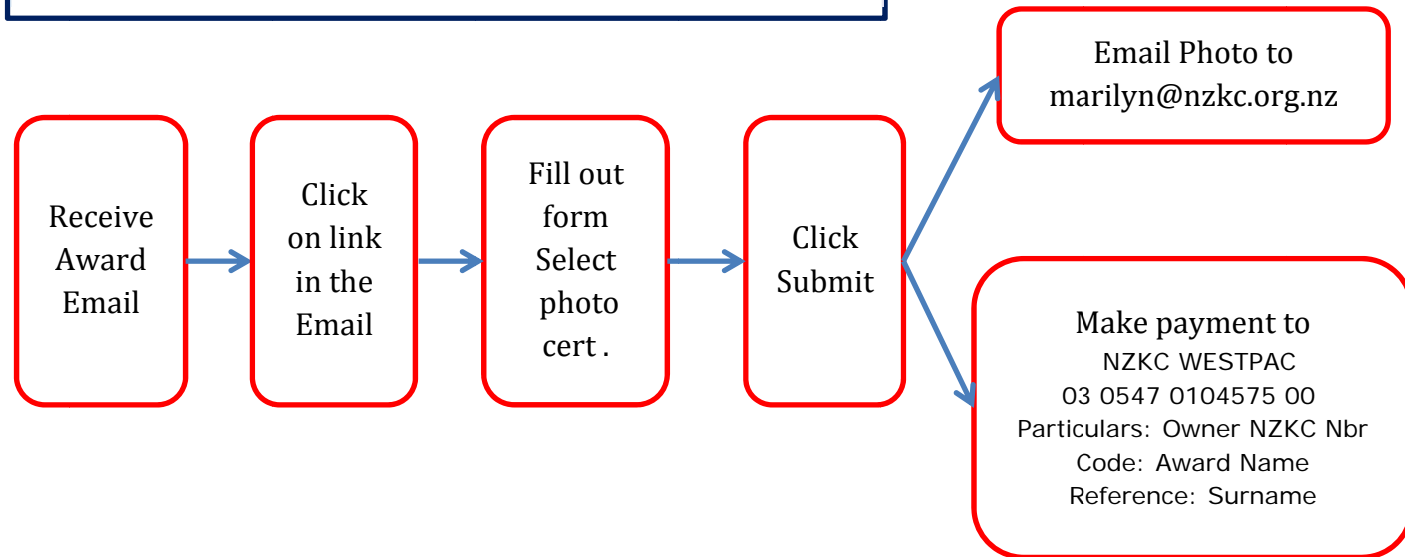 Receive
Award
Email
Click
on link
in the
Email
Fill out
form
Select
photo
cert .
Click
Submit
Email Photo to
marilyn@nzkc.org.nz
Make payment to
NZKC WESTPAC
03 0547 0104575 00
Particulars: Owner NZKC Nbr
Code: Award Name
Reference: Surname